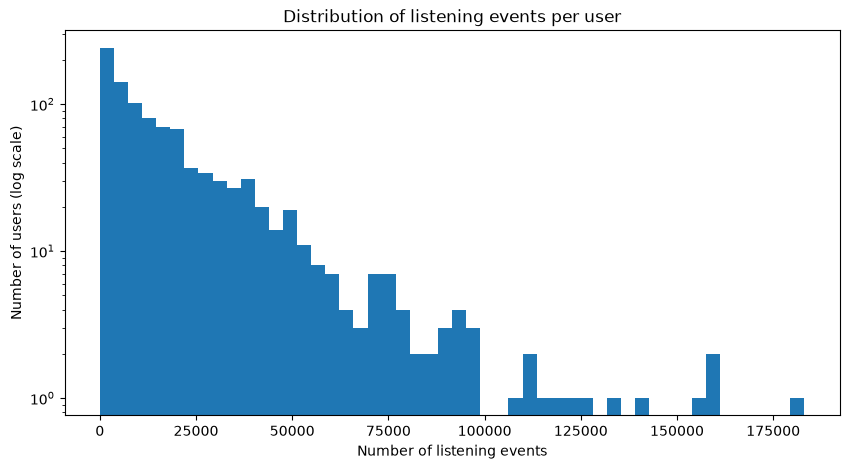 Distribution of listening events per user
Number of users (log scale)
10²
10¹
10⁰
0 25000 50000 75000 100000 125000 150000 175000
Number of listening events